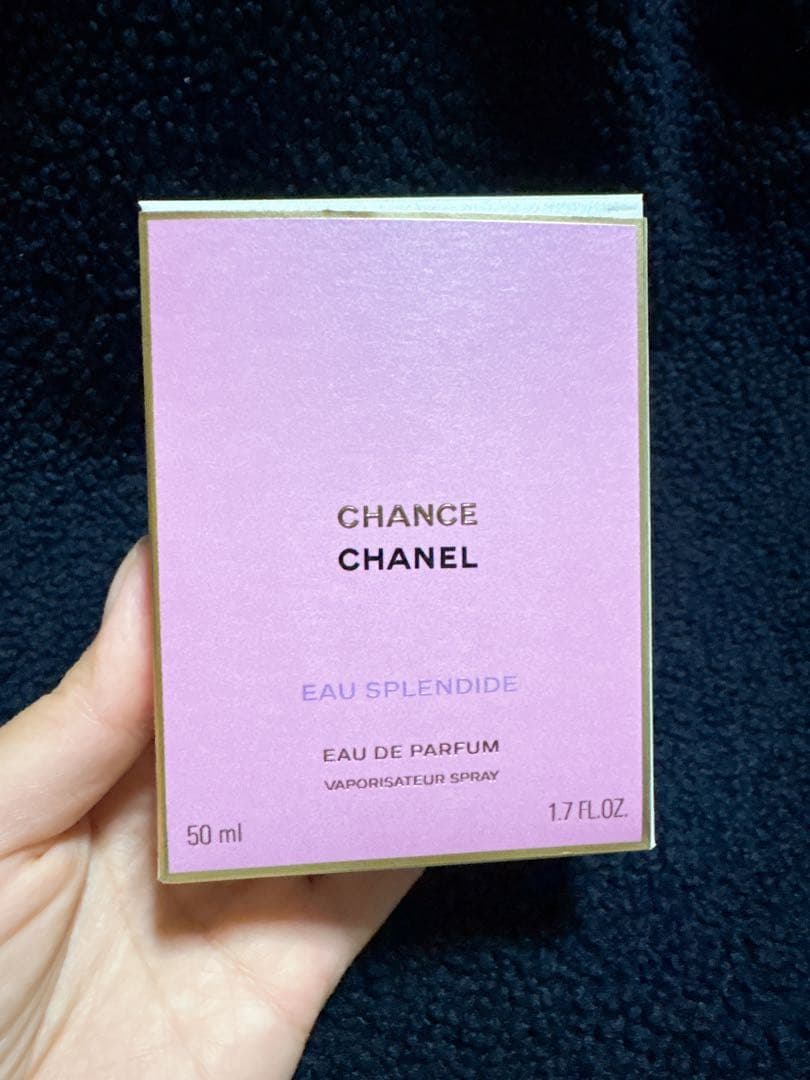 CHANCE
CHANEL
EAU SPLENDIDE
EAU DE PARFUM
VAPORISATEUR SPRAY
50 ml
1.7 FL.OZ.